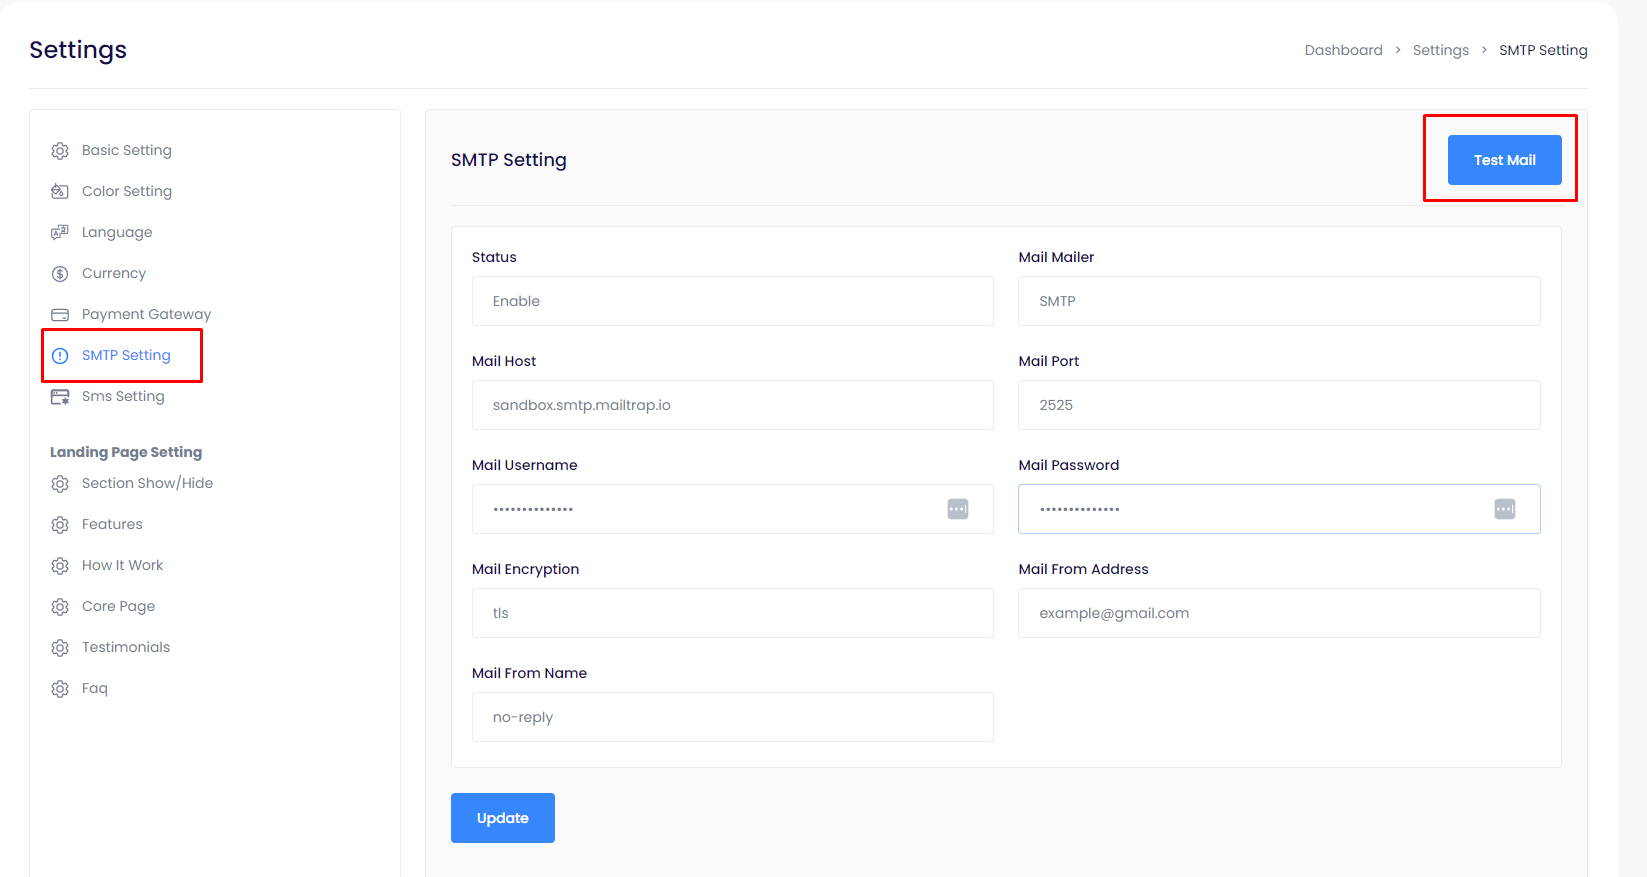 Settings
Dashboard > Settings > SMTP Setting
Basic Setting
Color Setting
Language
Currency
Payment Gateway
SMTP Setting
Sms Setting
Landing Page Setting
Section Show/Hide
Features
How It Work
Core Page
Testimonials
Faq
SMTP Setting
Test Mail
Status
Enable
Mail Mailer
SMTP
Mail Host
sandbox.smtp.mailtrap.io
Mail Port
2525
Mail Username
••••••••••••••
Mail Password
••••••••••••••
Mail Encryption
tls
Mail From Address
example@gmail.com
Mail From Name
no-reply
Update